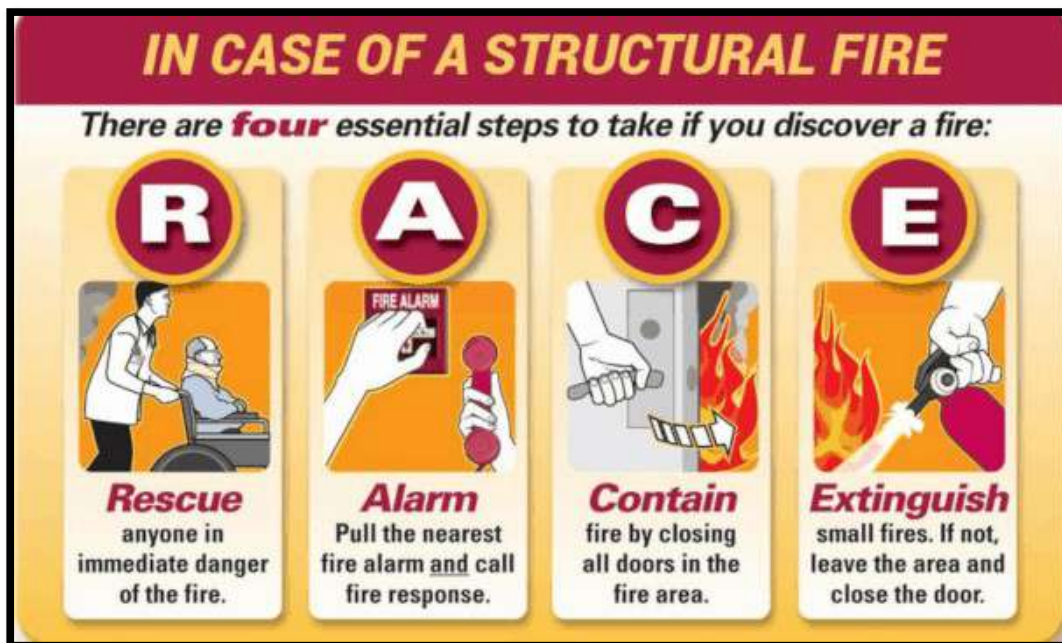 IN CASE OF A STRUCTURAL FIRE
There are four essential steps to take if you discover a fire:
R
FIRE ALARM
Rescue
anyone in
immediate danger
of the fire.
A
Alarm
Pull the nearest
fire alarm and call
fire response.
C
Contain
fire by closing
all doors in the
fire area.
E
Extinguish
small fires. If not,
leave the area and
close the door.